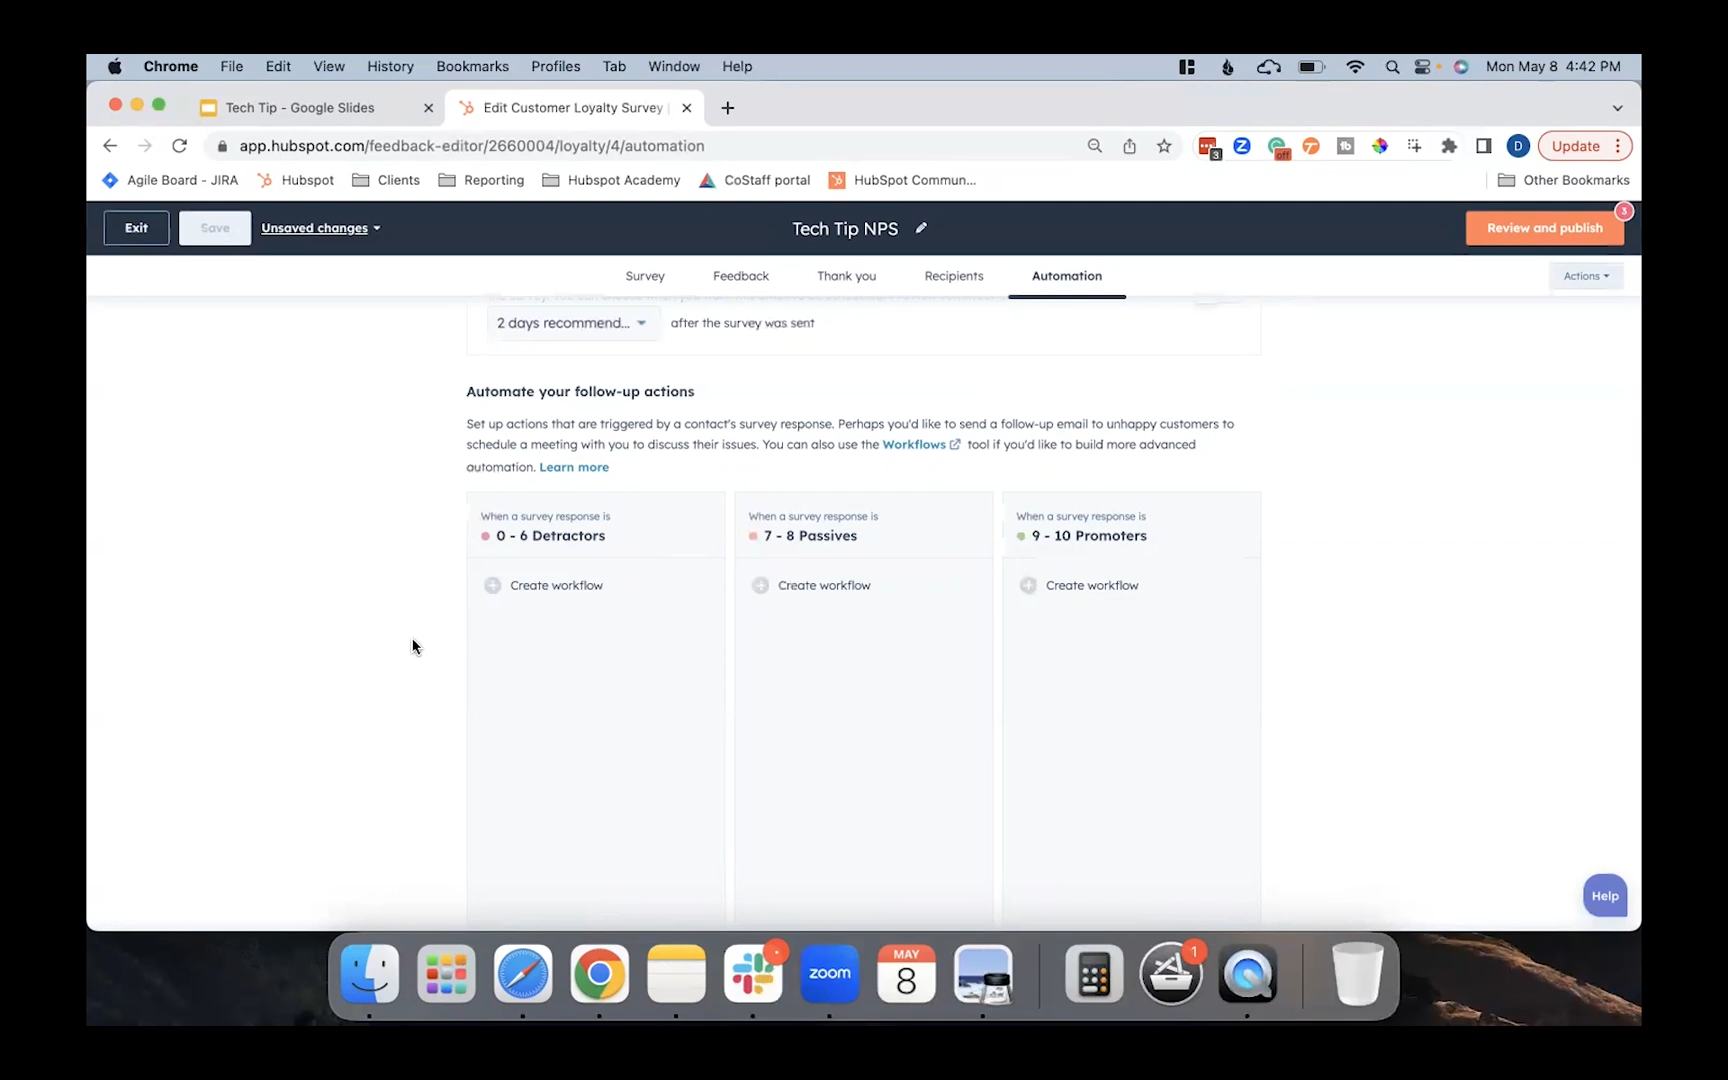 Chrome File Edit View History Bookmarks Profiles Tab Window Help Mon May 8 4:42 PM
Tech Tip - Google Slides Edit Customer Loyalty Survey
app.hubspot.com/feedback-editor/2660004/loyalty/4/automation 3 Z off tb D Update
Agile Board - JIRA Hubspot Clients Reporting Hubspot Academy CoStaff portal HubSpot Commun... Other Bookmarks
Exit Save Unsaved changes Tech Tip NPS Review and publish 3
Survey Feedback Thank you Recipients Automation Actions
2 days recommend... after the survey was sent
Automate your follow-up actions
Set up actions that are triggered by a contact's survey response. Perhaps you'd like to send a follow-up email to unhappy customers to
schedule a meeting with you to discuss their issues. You can also use the Workflows tool if you'd like to build more advanced
automation. Learn more
When a survey response is
0 - 6 Detractors
Create workflow
When a survey response is
7 - 8 Passives
Create workflow
When a survey response is
9 - 10 Promoters
Create workflow
Help
zoom
MAY
8
1